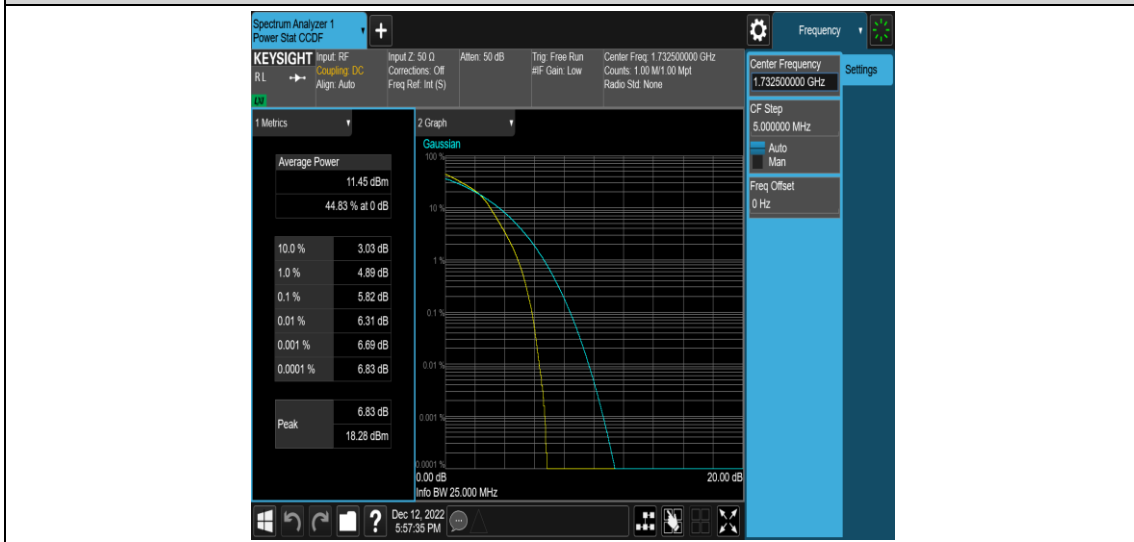 Spectrum Analyzer 1
Power Stat CCDF
+
Frequency
KEYSIGHT
RL
LXI
Input: RF
Coupling: DC
Align: Auto
Input Z: 50 Ω
Corrections: Off
Freq Ref: Int (S)
Atten: 50 dB
Trig: Free Run
#IF Gain: Low
Center Freq: 1.732500000 GHz
Counts: 1.00 M/1.00 Mpt
Radio Std: None
Center Frequency
1.732500000 GHz
Settings
CF Step
5.000000 MHz
Auto
Man
Freq Offset
0 Hz
1 Metrics
Average Power
11.45 dBm
44.83 % at 0 dB
10.0 % 3.03 dB
1.0 % 4.89 dB
0.1 % 5.82 dB
0.01 % 6.31 dB
0.001 % 6.69 dB
0.0001 % 6.83 dB
Peak
6.83 dB
18.28 dBm
2 Graph
Gaussian
100 %
10 %
1 %
0.1 %
0.01 %
0.001 %
0.0001 %
0.00 dB 20.00 dB
Info BW 25.000 MHz
?
Dec 12, 2022
5:57:35 PM